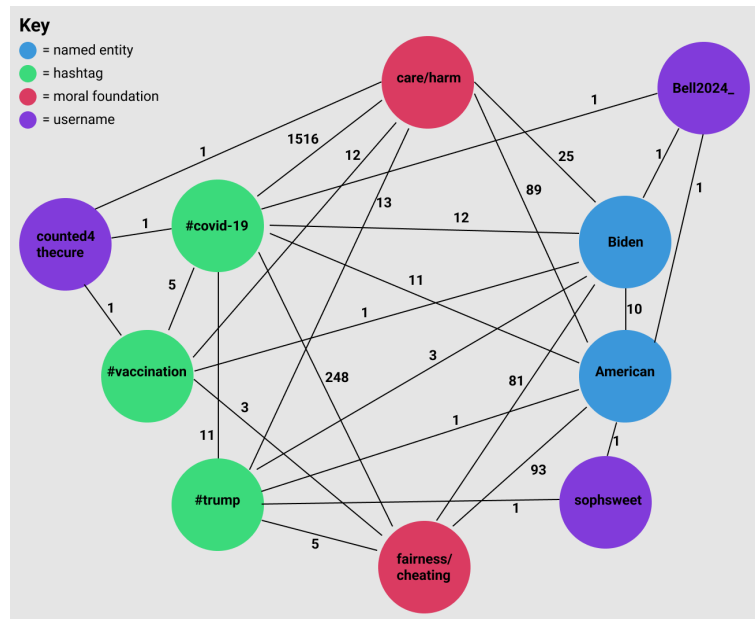 Key
= named entity
= hashtag
= moral foundation
= username
care/harm
Bell2024_
1
1516
1
12
25
1
1
13
89
counted4
thecure
1
#covid-19
12
Biden
5
11
1
1
10
#vaccination
3
American
248
81
3
1
11
1
93
#trump
1
sophsweet
5
fairness/
cheating